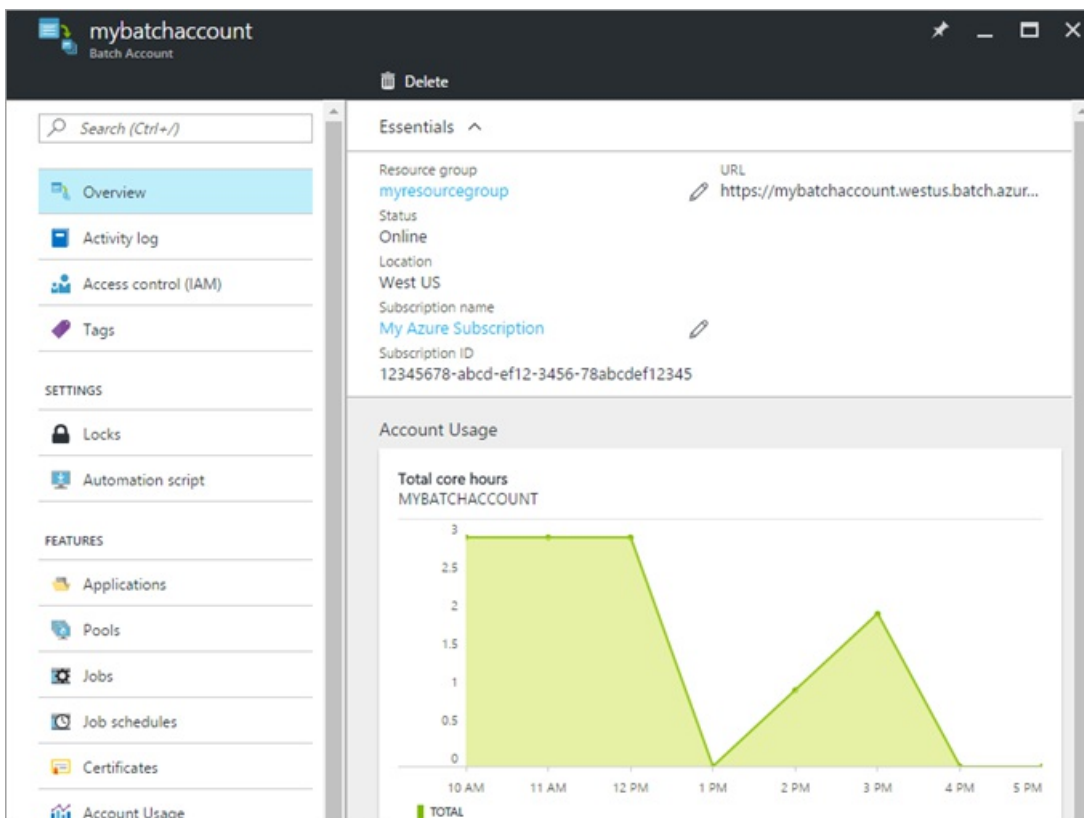 mybatchaccount
Batch Account
Delete
Search (Ctrl+/)
Overview
Activity log
Access control (IAM)
Tags
SETTINGS
Locks
Automation script
FEATURES
Applications
Pools
Jobs
Job schedules
Certificates
Account Usage
Essentials
Resource group
myresourcegroup
URL
https://mybatchaccount.westus.batch.azur...
Status
Online
Location
West US
Subscription name
My Azure Subscription
Subscription ID
12345678-abcd-ef12-3456-78abcdef12345
Account Usage
Total core hours
MYBATCHACCOUNT
3
2.5
2
1.5
1
0.5
0
10 AM 11 AM 12 PM 1 PM 2 PM 3 PM 4 PM 5 PM
TOTAL